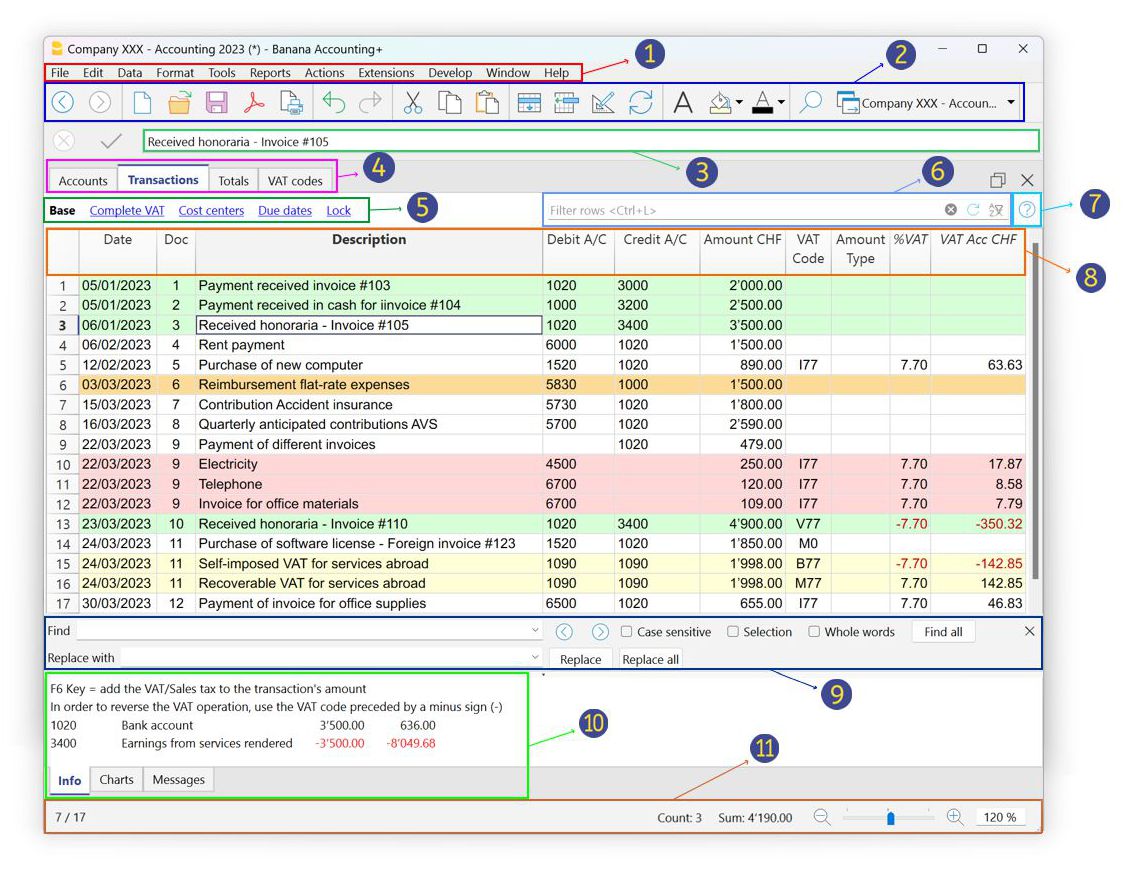 Company XXX - Accounting 2023 (*) - Banana Accounting+
1
2
File Edit Data Format Tools Reports Actions Extensions Develop Window Help
Company XXX - Accoun...
Received honoraria - Invoice #105
3
4
6
Accounts Transactions Totals VAT codes
Base Complete VAT Cost centers Due dates Lock
5
Filter rows <Ctrl+L>
7
Date Doc Description Debit A/C Credit A/C Amount CHF VAT Code Amount Type %VAT VAT Acc CHF
8
1 05/01/2023 1 Payment received invoice #103 1020 3000 2'000.00
2 05/01/2023 2 Payment received in cash for iinvoice #104 1000 3200 2'500.00
3 06/01/2023 3 Received honoraria - Invoice #105 1020 3400 3'500.00
4 06/02/2023 4 Rent payment 6000 1020 1'500.00
5 12/02/2023 5 Purchase of new computer 1520 1020 890.00 I77 7.70 63.63
6 03/03/2023 6 Reimbursement flat-rate expenses 5830 1000 1'500.00
7 15/03/2023 7 Contribution Accident insurance 5730 1020 1'800.00
8 16/03/2023 8 Quarterly anticipated contributions AVS 5700 1020 2'590.00
9 22/03/2023 9 Payment of different invoices 1020 479.00
10 22/03/2023 9 Electricity 4500 250.00 I77 7.70 17.87
11 22/03/2023 9 Telephone 6700 120.00 I77 7.70 8.58
12 22/03/2023 9 Invoice for office materials 6700 109.00 I77 7.70 7.79
13 23/03/2023 10 Received honoraria - Invoice #110 1020 3400 4'900.00 V77 -7.70 -350.32
14 24/03/2023 11 Purchase of software license - Foreign invoice #123 1520 1020 1'850.00 M0
15 24/03/2023 11 Self-imposed VAT for services abroad 1090 1090 1'998.00 B77 -7.70 -142.85
16 24/03/2023 11 Recoverable VAT for services abroad 1090 1090 1'998.00 M77 7.70 142.85
17 30/03/2023 12 Payment of invoice for office supplies 6500 1020 655.00 I77 7.70 46.83
Find Case sensitive Selection Whole words Find all
Replace with Replace Replace all
9
F6 Key = add the VAT/Sales tax to the transaction's amount
In order to reverse the VAT operation, use the VAT code preceded by a minus sign (-)
1020 Bank account 3'500.00 636.00
3400 Earnings from services rendered -3'500.00 -8'049.68
10
11
Info Charts Messages
7 / 17 Count: 3 Sum: 4'190.00 120 %